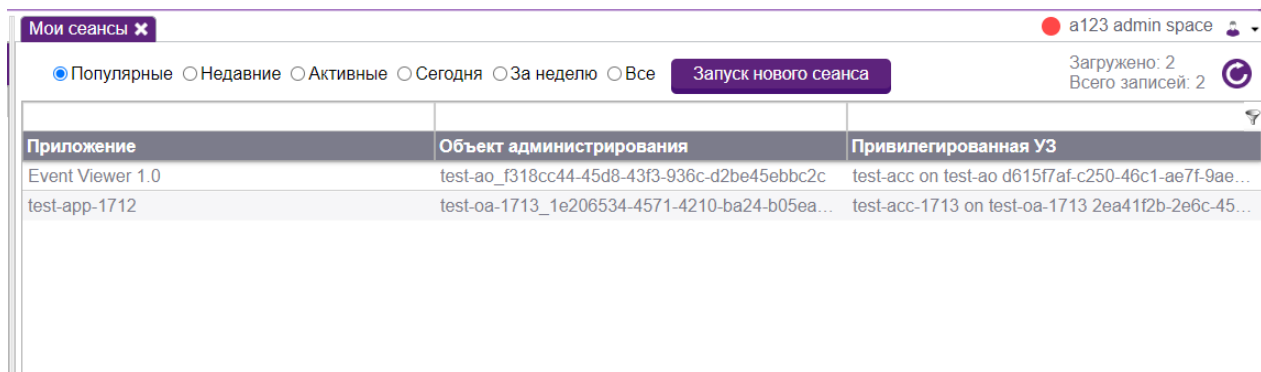 Мои сеансы
a123 admin space
Популярные Недавние Активные Сегодня За неделю Все Запуск нового сеанса
Загружено: 2
Всего записей: 2
Приложение Объект администрирования Привилегированная УЗ
Event Viewer 1.0 test-ao_f318cc44-45d8-43f3-936c-d2be45ebbc2c test-acc on test-ao d615f7af-c250-46c1-ae7f-9ae...
test-app-1712 test-oa-1713_1e206534-4571-4210-ba24-b05ea... test-acc-1713 on test-oa-1713 2ea41f2b-2e6c-45...